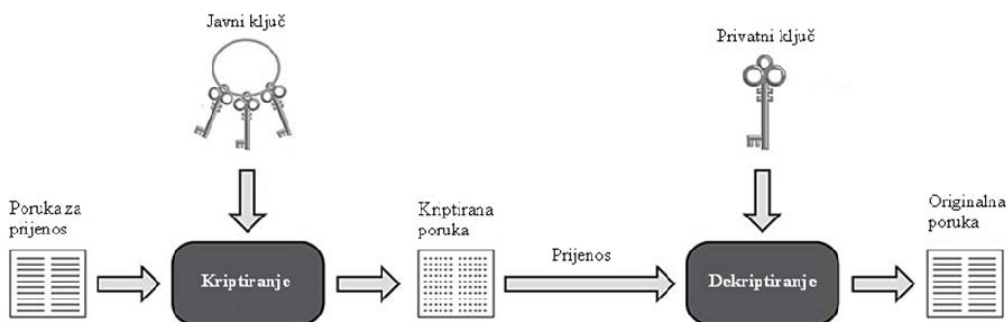 Javni ključ
Privatni ključ
Poruka za
prijenos
Kriptiranje
Kriptirana
poruka
Prijenos
Dekriptiranje
Originalna
poruka